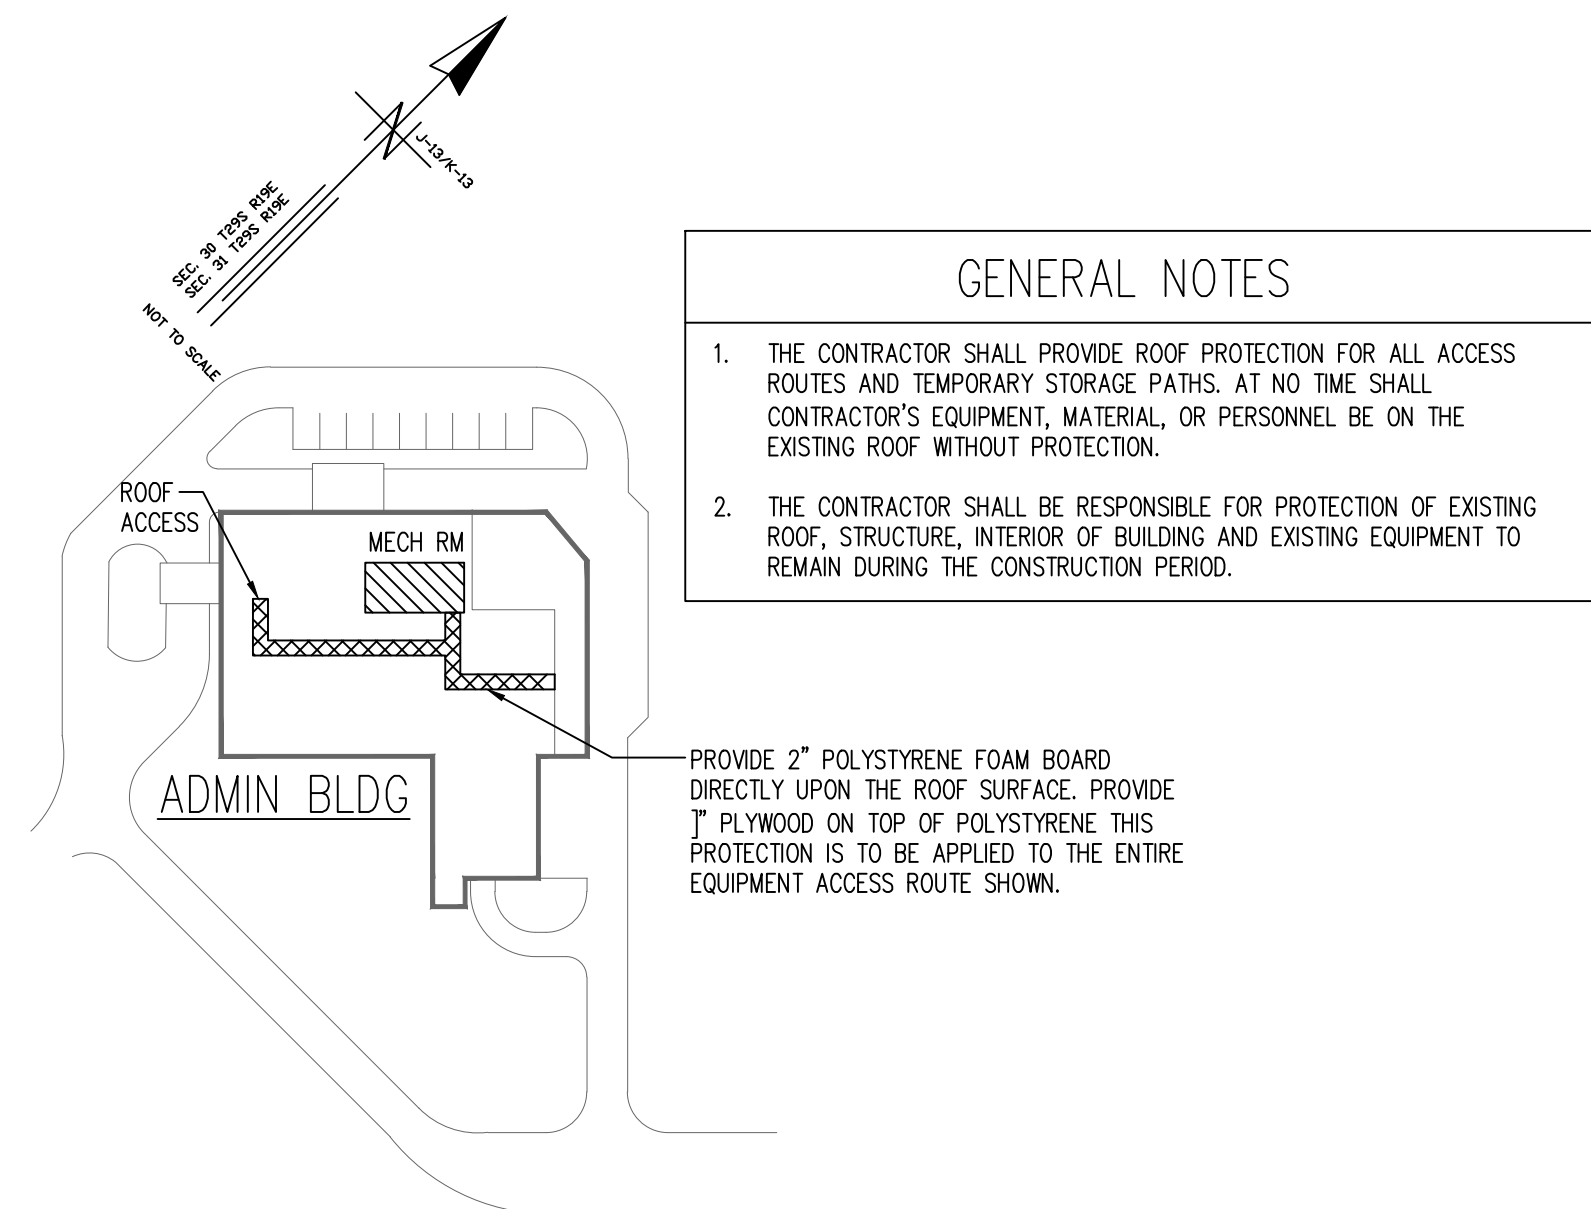 J-13/K-13
SEC. 30 T29S R19E
SEC. 31 T29S R19E
NOT TO SCALE
GENERAL NOTES
1. THE CONTRACTOR SHALL PROVIDE ROOF PROTECTION FOR ALL ACCESS
ROUTES AND TEMPORARY STORAGE PATHS. AT NO TIME SHALL
CONTRACTOR'S EQUIPMENT, MATERIAL, OR PERSONNEL BE ON THE
EXISTING ROOF WITHOUT PROTECTION.
2. THE CONTRACTOR SHALL BE RESPONSIBLE FOR PROTECTION OF EXISTING
ROOF, STRUCTURE, INTERIOR OF BUILDING AND EXISTING EQUIPMENT TO
REMAIN DURING THE CONSTRUCTION PERIOD.
ROOF
ACCESS
MECH RM
ADMIN BLDG
PROVIDE 2" POLYSTYRENE FOAM BOARD
DIRECTLY UPON THE ROOF SURFACE. PROVIDE
]" PLYWOOD ON TOP OF POLYSTYRENE THIS
PROTECTION IS TO BE APPLIED TO THE ENTIRE
EQUIPMENT ACCESS ROUTE SHOWN.